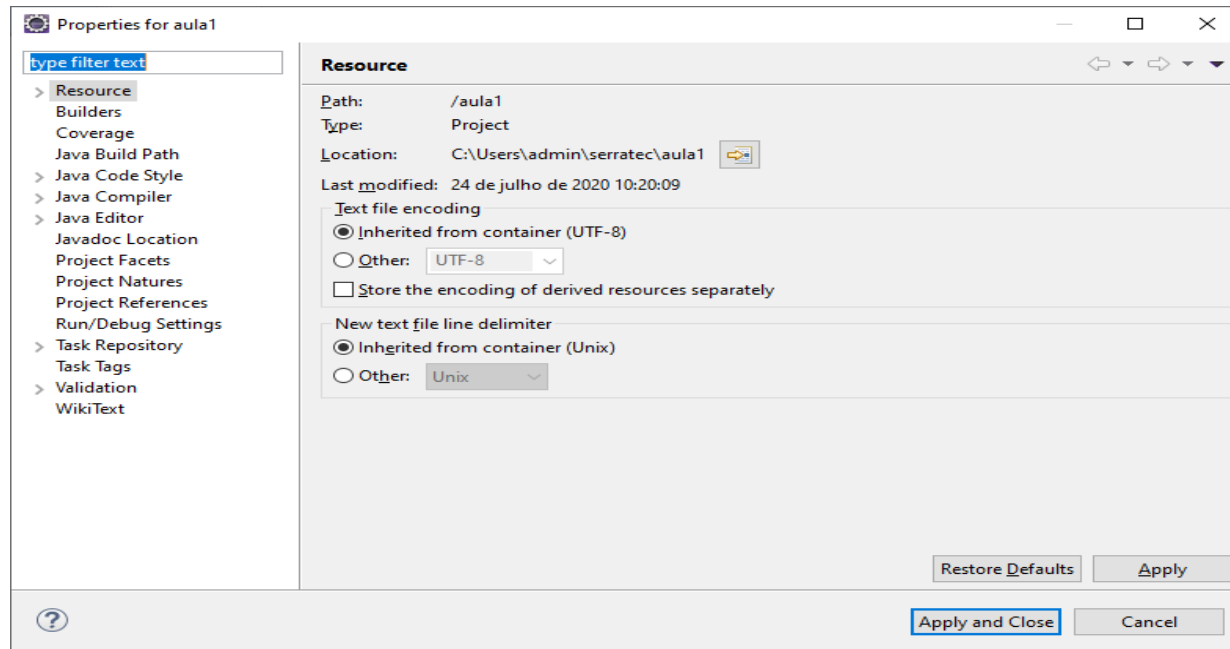 Properties for aula1
type filter text
Resource
Builders
Coverage
Java Build Path
Java Code Style
Java Compiler
Java Editor
Javadoc Location
Project Facets
Project Natures
Project References
Run/Debug Settings
Task Repository
Task Tags
Validation
WikiText
Resource
Path: /aula1
Type: Project
Location: C:\Users\admin\serratec\aula1
Last modified: 24 de julho de 2020 10:20:09
Text file encoding
Inherited from container (UTF-8)
Other: UTF-8
Store the encoding of derived resources separately
New text file line delimiter
Inherited from container (Unix)
Other: Unix
Restore Defaults Apply
? Apply and Close Cancel